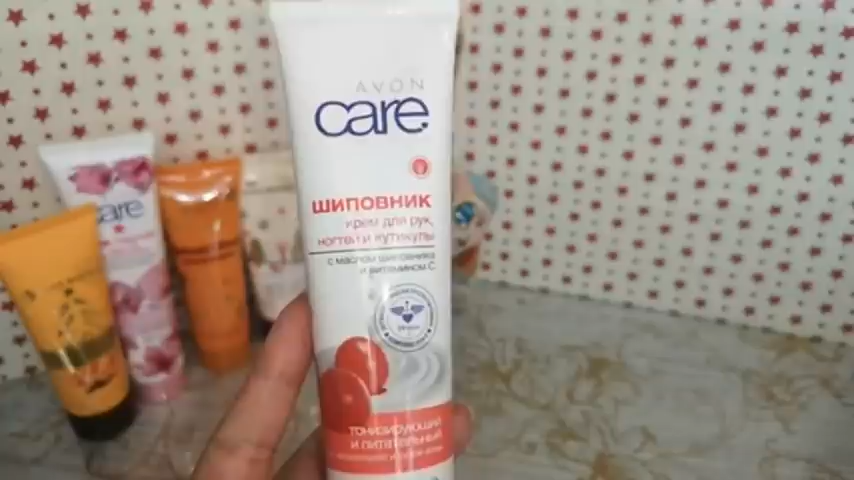 AVON
care
ШИПОВНИК
крем для рук,
ногтей и кутикулы
с маслом шиповника
и витамином С
тонизирующий
и питательный
care